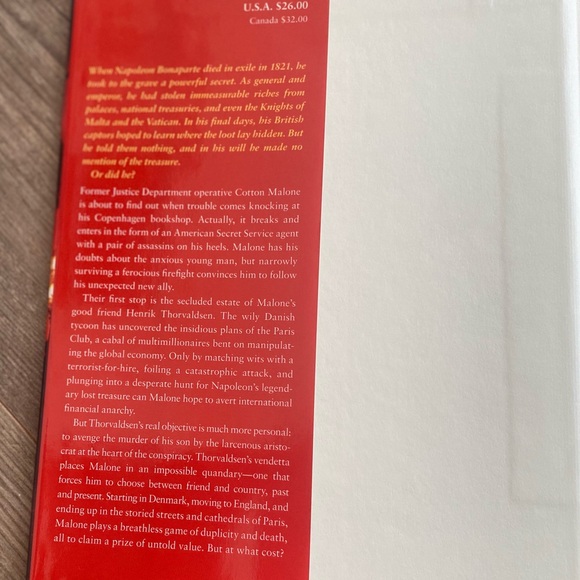 U.S.A. $26.00
Canada $32.00
When Napoleon Bonaparte died in exile in 1821, he
took to the grave a powerful secret. As general and
emperor, he had stolen immeasurable riches from
palaces, national treasuries, and even the Knights of
Malta and the Vatican. In his final days, his British
captors hoped to learn where the loot lay hidden. But
he told them nothing, and in his will he made no
mention of the treasure.
Or did he?
Former Justice Department operative Cotton Malone
is about to find out when trouble comes knocking at
his Copenhagen bookshop. Actually, it breaks and
enters in the form of an American Secret Service agent
with a pair of assassins on his heels. Malone has his
doubts about the anxious young man, but narrowly
surviving a ferocious firefight convinces him to follow
his unexpected new ally.
Their first stop is the secluded estate of Malone's
good friend Henrik Thorvaldsen. The wily Danish
tycoon has uncovered the insidious plans of the Paris
Club, a cabal of multimillionaires bent on manipulat-
ing the global economy. Only by matching wits with a
terrorist-for-hire, foiling a catastrophic attack, and
plunging into a desperate hunt for Napoleon's legend-
ary lost treasure can Malone hope to avert international
financial anarchy.
But Thorvaldsen's real objective is much more personal:
to avenge the murder of his son by the larcenous aristo-
crat at the heart of the conspiracy. Thorvaldsen's vendetta
places Malone in an impossible quandary—one that
forces him to choose between friend and country, past
and present. Starting in Denmark, moving to England, and
ending up in the storied streets and cathedrals of Paris,
Malone plays a breathless game of duplicity and death,
all to claim a prize of untold value. But at what cost?